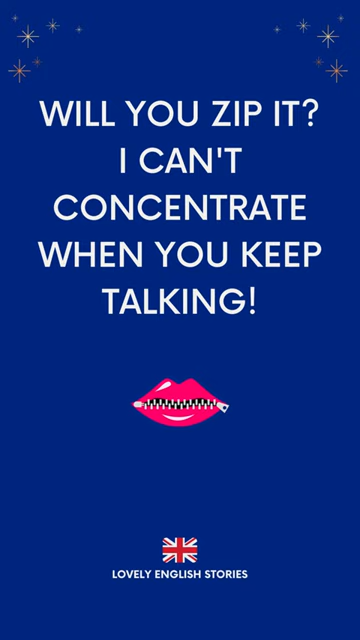 WILL YOU ZIP IT?
I CAN'T
CONCENTRATE
WHEN YOU KEEP
TALKING!
LOVELY ENGLISH STORIES